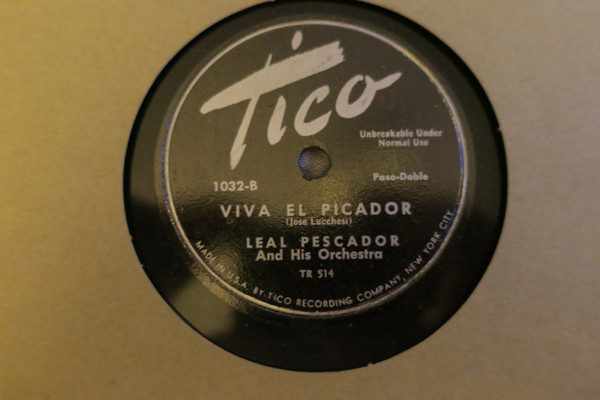 Tico
Unbreakable Under
Normal Use
1032-B
Paso-Doble
VIVA EL PICADOR
(Jose Lucchesi)
LEAL PESCADOR
And His Orchestra
TR 514
MADE IN U.S.A. BY TICO RECORDING COMPANY, NEW YORK CITY